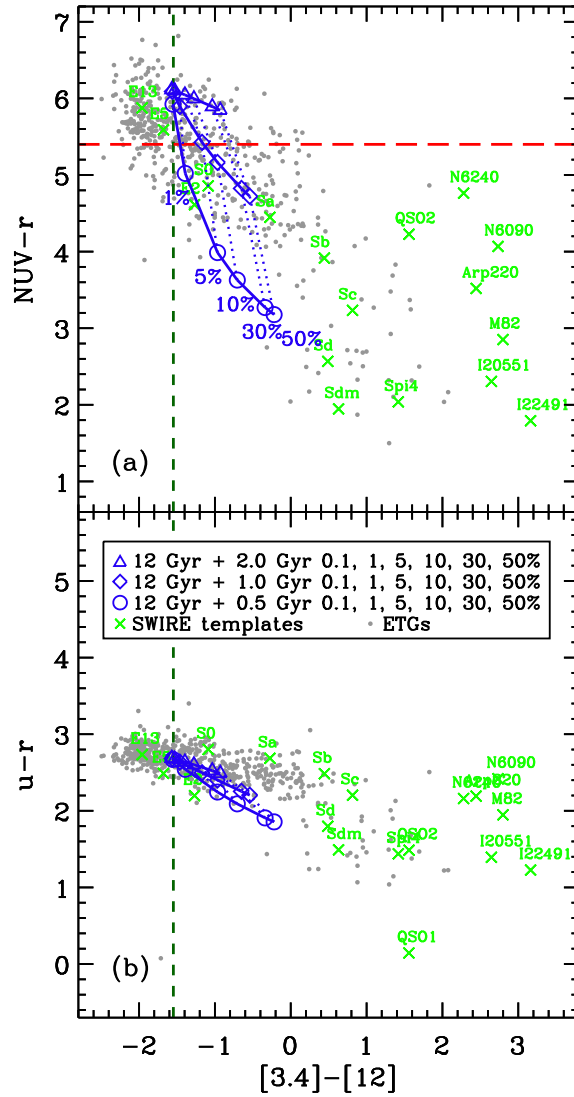 7
6
5
4
3
2
1
NUV-r
E13
E5
S0
E2
Sa
N6240
QSO2
Sb
N6090
Arp220
Sc
M82
Sd
I20551
Sdm
Spi4
I22491
1%
5%
10%
30%
50%
(a)
12 Gyr + 2.0 Gyr 0.1, 1, 5, 10, 30, 50%
12 Gyr + 1.0 Gyr 0.1, 1, 5, 10, 30, 50%
12 Gyr + 0.5 Gyr 0.1, 1, 5, 10, 30, 50%
SWIRE templates
ETGs
5
4
3
2
1
0
u-r
E13
S0
Sa
Sb
N6090
Sc
N6240
M82
Sd
Sdm
QSO2
Spi4
I20551
I22491
QSO1
(b)
-2 -1 0 1 2 3
[3.4]-[12]